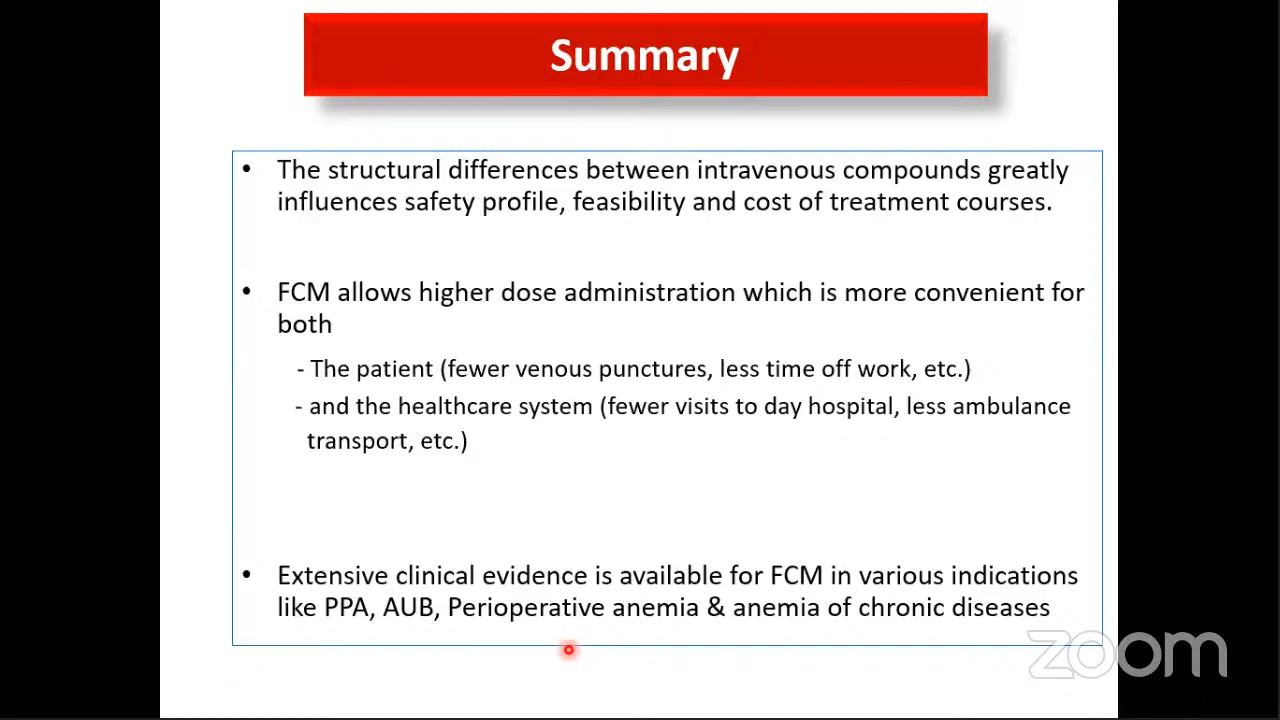 Summary
• The structural differences between intravenous compounds greatly
influences safety profile, feasibility and cost of treatment courses.
• FCM allows higher dose administration which is more convenient for
both
- The patient (fewer venous punctures, less time off work, etc.)
- and the healthcare system (fewer visits to day hospital, less ambulance
transport, etc.)
• Extensive clinical evidence is available for FCM in various indications
like PPA, AUB, Perioperative anemia & anemia of chronic diseases
zoom